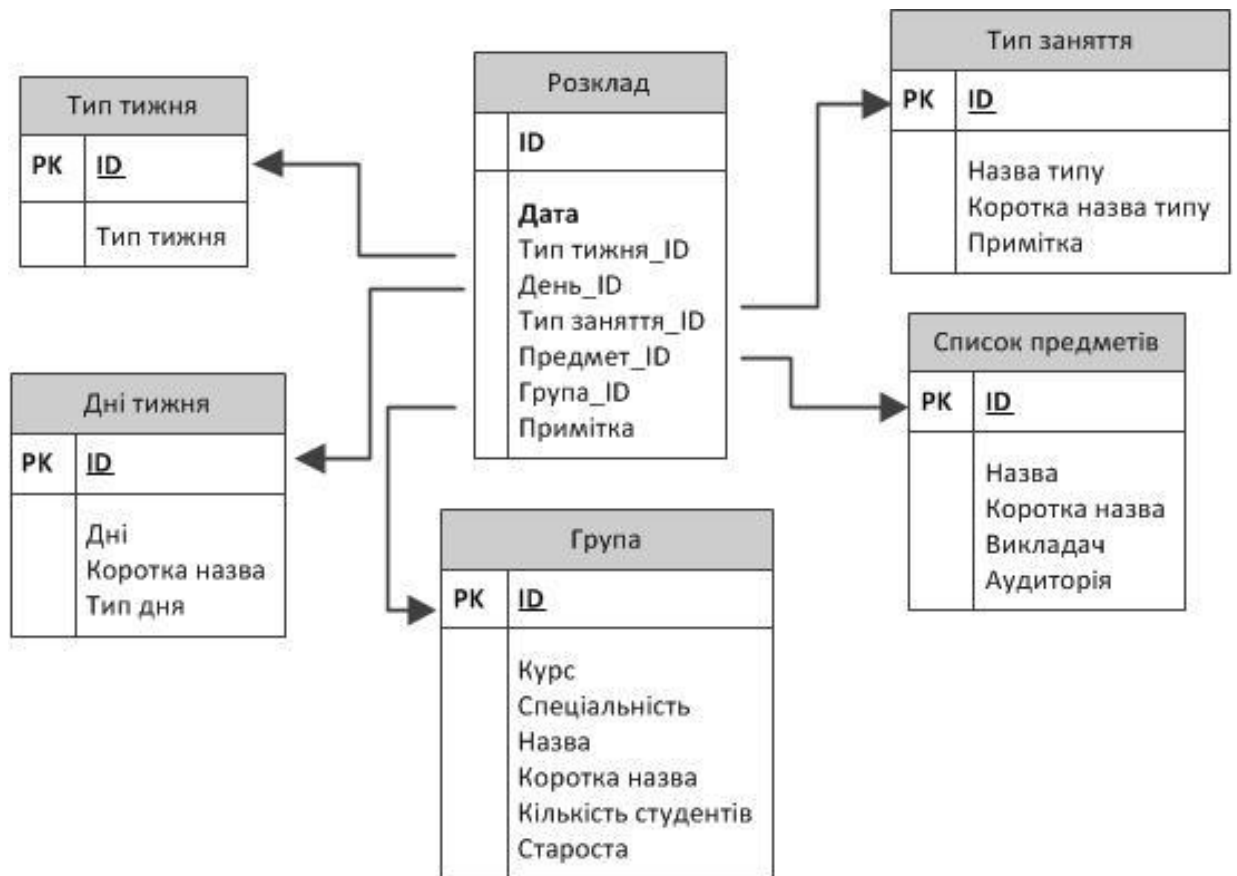 Тип тижня
PK ID
Тип тижня
Дні тижня
PK ID
Дні
Коротка назва
Тип дня
Розклад
ID
Дата
Тип тижня_ID
День_ID
Тип заняття_ID
Предмет_ID
Група_ID
Примітка
Група
PK ID
Курс
Спеціальність
Назва
Коротка назва
Кількість студентів
Староста
Тип заняття
PK ID
Назва типу
Коротка назва типу
Примітка
Список предметів
PK ID
Назва
Коротка назва
Викладач
Аудиторія